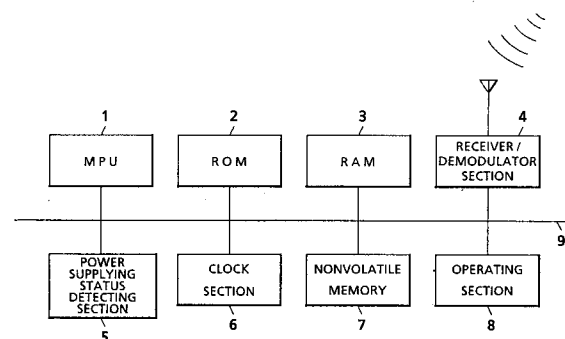 1
2
3
4
MPU
ROM
RAM
RECEIVER /
DEMODULATOR
SECTION
9
POWER
SUPPLYING
STATUS
DETECTING
SECTION
CLOCK
SECTION
NONVOLATILE
MEMORY
OPERATING
SECTION
5
6
7
8